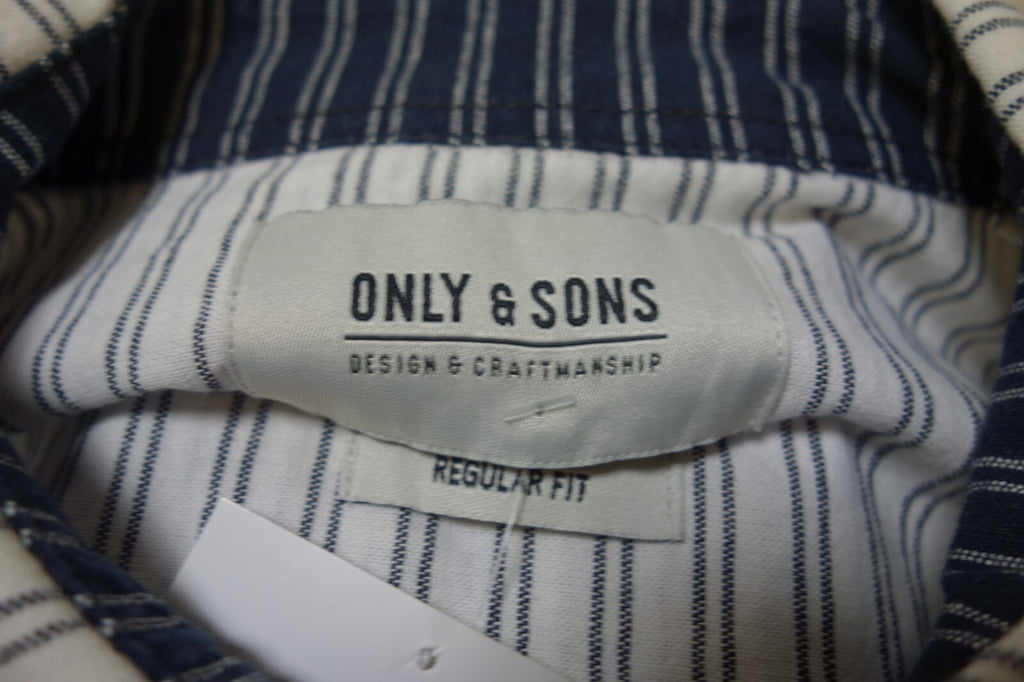 ONLY & SONS
DESIGN & CRAFTMANSHIP
REGULAR FIT